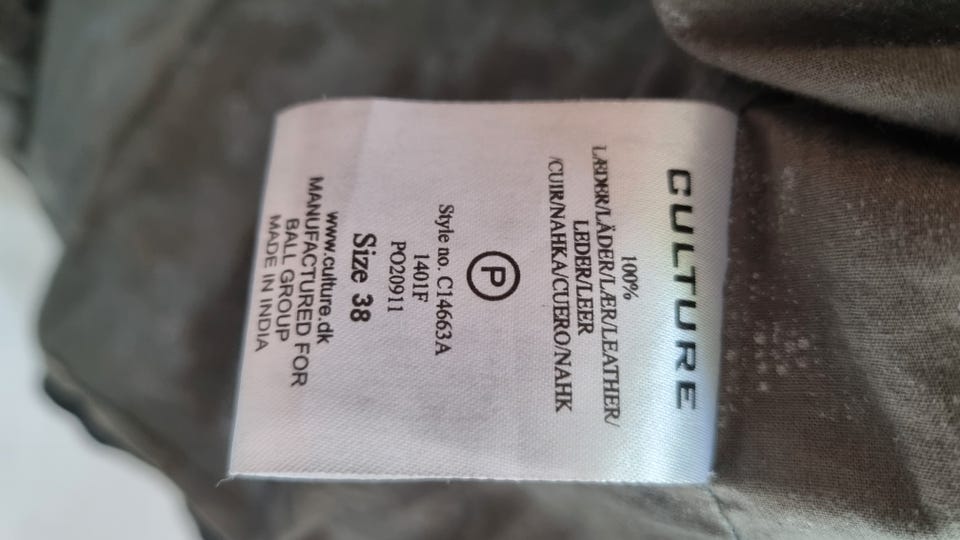 CULTURE
100%
LÆDER/LÄDER/LÆR/LEATHER/
LEDER/LEER
/CUIR/NAHKA/CUERO/NAHK
P
Style no. C14663A
1401F
PO20911
Size 38
www.culture.dk
MANUFACTURED FOR
BALL GROUP
MADE IN INDIA